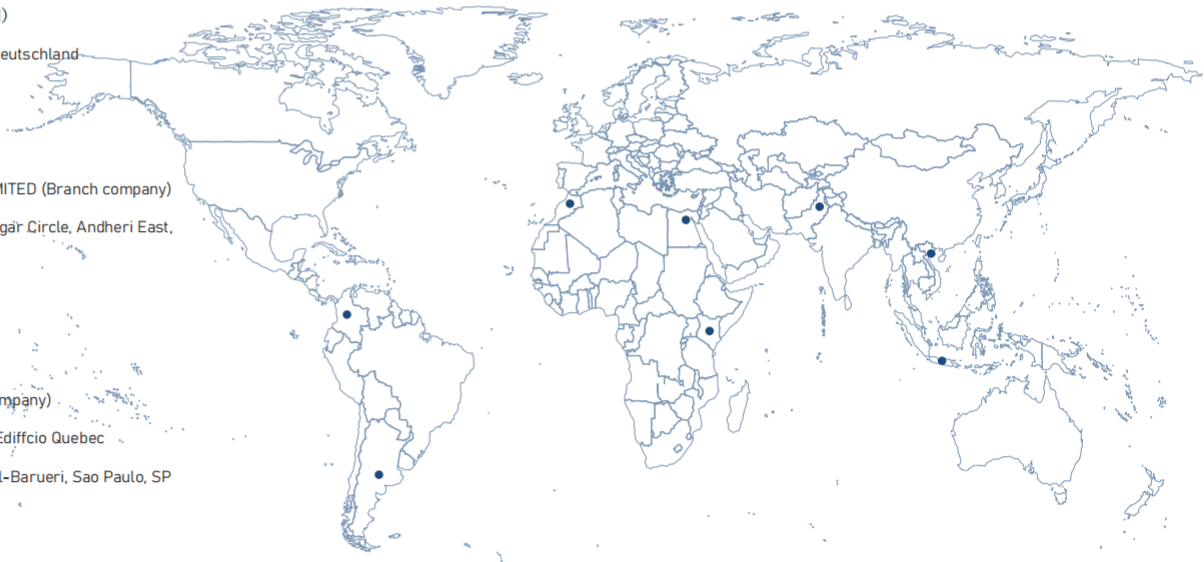 )
eutschland
MITED (Branch company)
gar Circle, Andheri East,
mpany)
Ediffcio Quebec
l-Barueri, Sao Paulo, SP